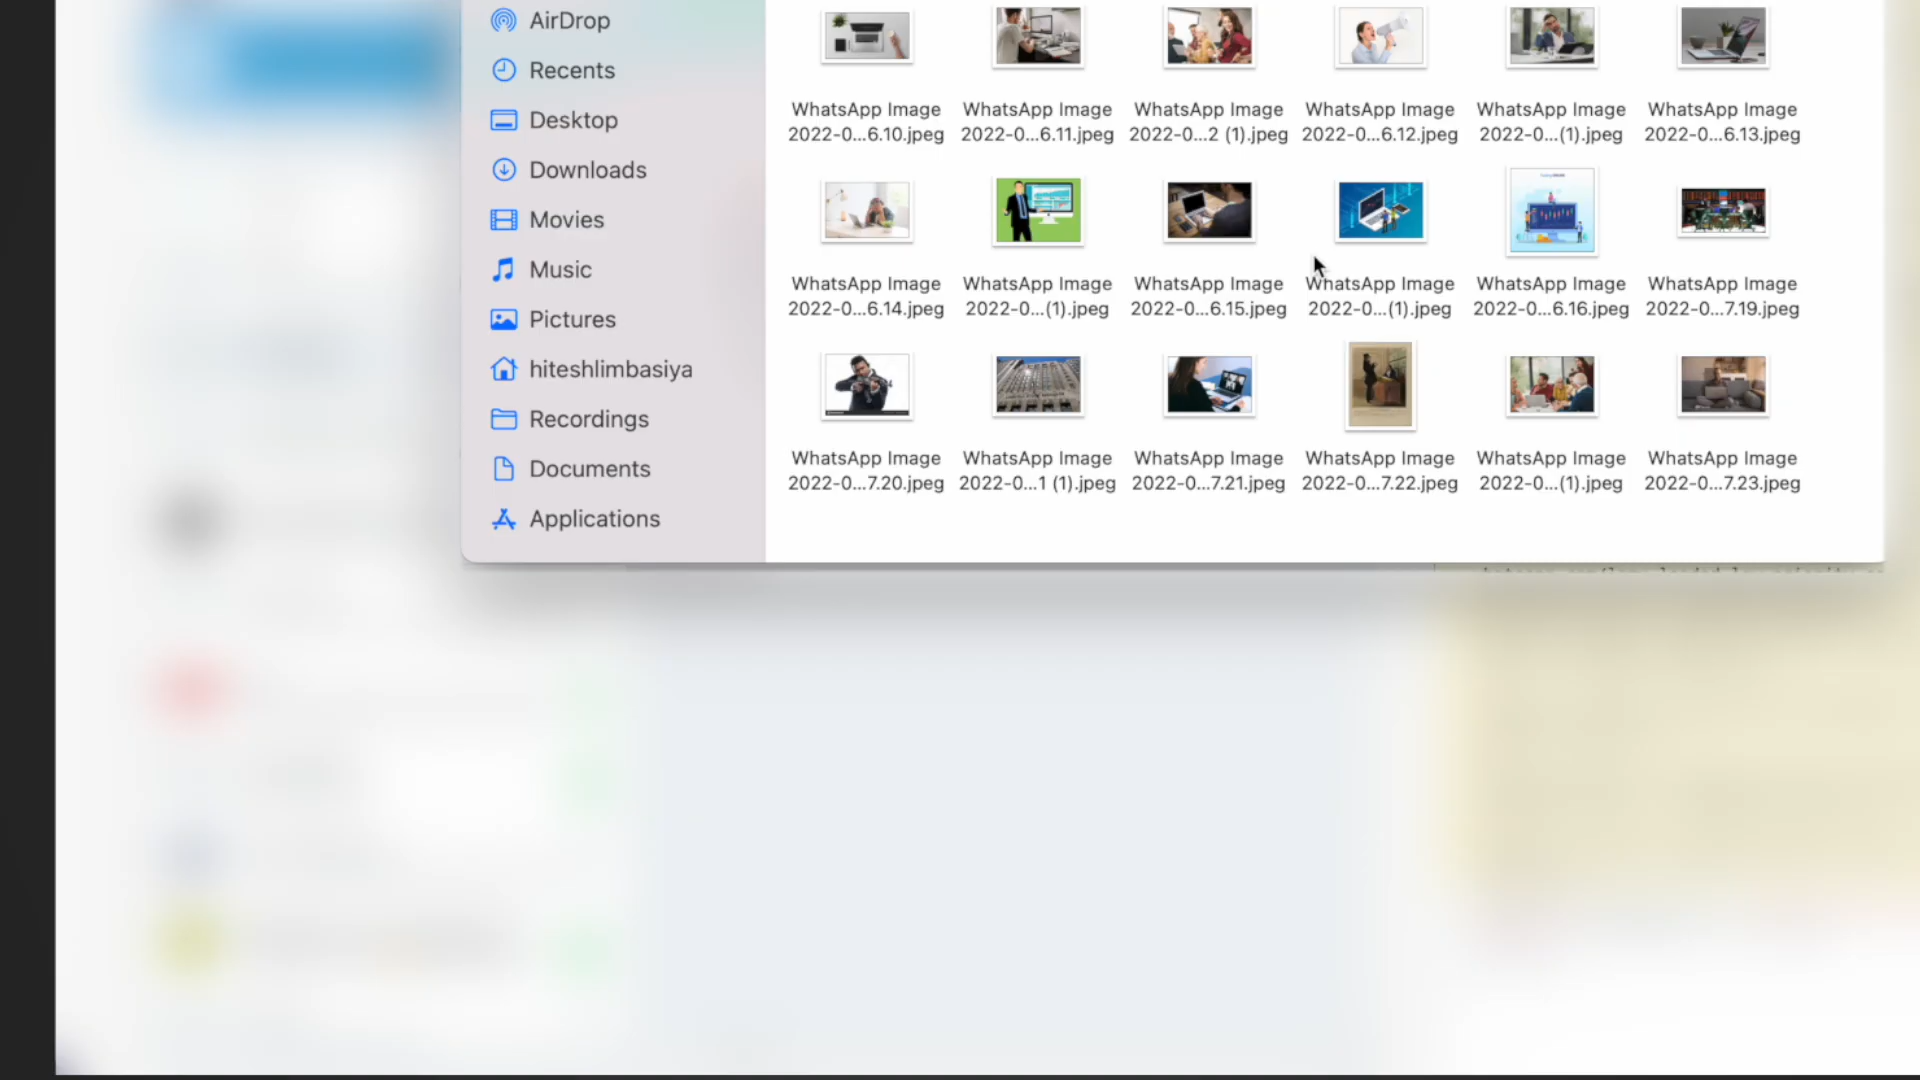 AirDrop
Recents
Desktop
Downloads
Movies
Music
Pictures
hiteshlimbasiya
Recordings
Documents
Applications
WhatsApp Image 2022-0...6.10.jpeg
WhatsApp Image 2022-0...6.11.jpeg
WhatsApp Image 2022-0...2 (1).jpeg
WhatsApp Image 2022-0...6.12.jpeg
WhatsApp Image 2022-0...(1).jpeg
WhatsApp Image 2022-0...6.13.jpeg
WhatsApp Image 2022-0...6.14.jpeg
WhatsApp Image 2022-0...(1).jpeg
WhatsApp Image 2022-0...6.15.jpeg
WhatsApp Image 2022-0...(1).jpeg
WhatsApp Image 2022-0...6.16.jpeg
WhatsApp Image 2022-0...7.19.jpeg
WhatsApp Image 2022-0...7.20.jpeg
WhatsApp Image 2022-0...1 (1).jpeg
WhatsApp Image 2022-0...7.21.jpeg
WhatsApp Image 2022-0...7.22.jpeg
WhatsApp Image 2022-0...(1).jpeg
WhatsApp Image 2022-0...7.23.jpeg